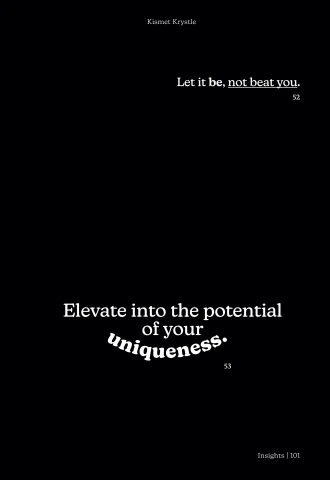 Kismet Krystle
Let it be, not beat you.
52
Elevate into the potential
of your
uniqueness.
53
Insights | 101